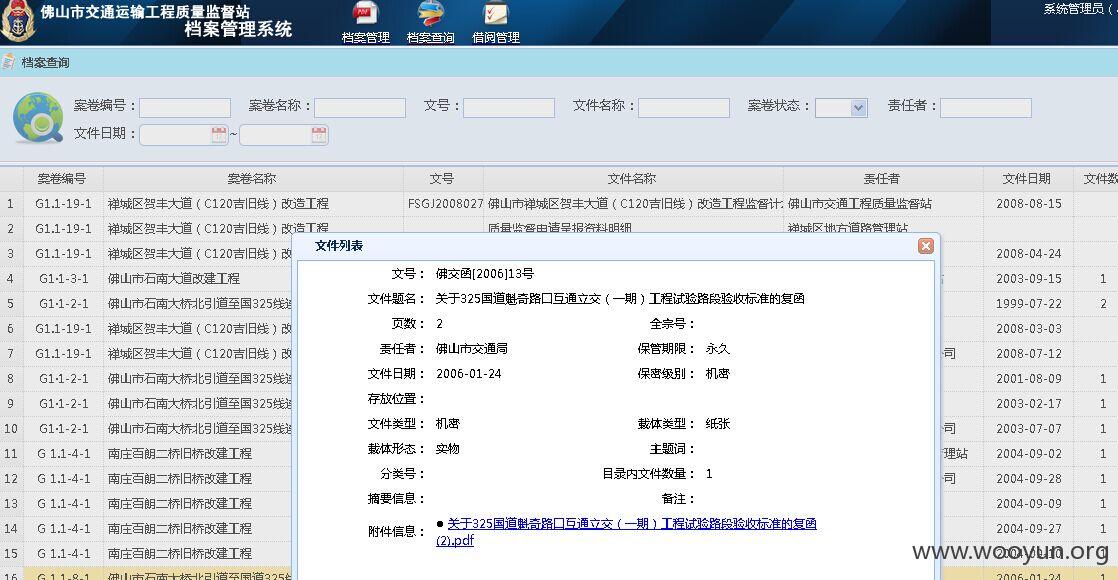 佛山市交通运输工程质量监督站
档案管理系统
档案管理 档案查询 借阅管理
系统管理员（
档案查询
案卷编号： 案卷名称： 文号： 文件名称： 案卷状态： 责任者：
文件日期： ~
案卷编号 案卷名称 文号 文件名称 责任者 文件日期 文件数
1 G1.1-19-1 禅城区贺丰大道（C120吉旧线）改造工程 FSGJ2008027 佛山市禅城区贺丰大道（C120吉旧线）改造工程监督计 佛山市交通工程质量监督站 2008-08-15
2 G1.1-19-1 禅城区贺丰大道（C120吉旧线）改造工程 质量监督申请呈报资料明细 禅城区地方道路管理站
3 G1.1-19-1 禅城区贺丰大道（C120吉旧线）改 2008-04-24
4 G1·1-3-1 佛山市石南大道改建工程 2003-09-15 1
5 G1·1-2-1 佛山市石南大桥北引道至国325线 1999-07-22 2
6 G1.1-19-1 禅城区贺丰大道（C120吉旧线）改 2008-03-03
7 G1.1-19-1 禅城区贺丰大道（C120吉旧线）改 司 2008-07-12
8 G1·1-2-1 佛山市石南大桥北引道至国325线 2001-08-09 1
9 G1·1-2-1 佛山市石南大桥北引道至国325线 2003-02-17 1
10 G1·1-2-1 佛山市石南大桥北引道至国325线 司 2003-07-07 1
11 G 1.1-4-1 南庄百朗二桥旧桥改建工程 理站 2004-09-02 1
12 G 1.1-4-1 南庄百朗二桥旧桥改建工程 司 2004-09-28 1
13 G 1.1-4-1 南庄百朗二桥旧桥改建工程 2004-09-09 1
14 G 1.1-4-1 南庄百朗二桥旧桥改建工程 2004-09-27 1
15 G 1.1-4-1 南庄百朗二桥旧桥改建工程 1
16 G 1.1-8-1 佛山市石南大桥北引道至国道325 2006-01-24 1
文件列表
文号： 佛交函[2006]13号
文件题名： 关于325国道魁奇路口互通立交（一期）工程试验路段验收标准的复函
页数： 2 全宗号：
责任者： 佛山市交通局 保管期限： 永久
文件日期： 2006-01-24 保密级别： 机密
存放位置：
文件类型： 机密 载体类型： 纸张
载体形态： 实物 主题词：
分类号： 目录内文件数量： 1
摘要信息： 备注：
附件信息： ● 关于325国道魁奇路口互通立交（一期）工程试验路段验收标准的复函
(2).pdf
www.wooyun.org